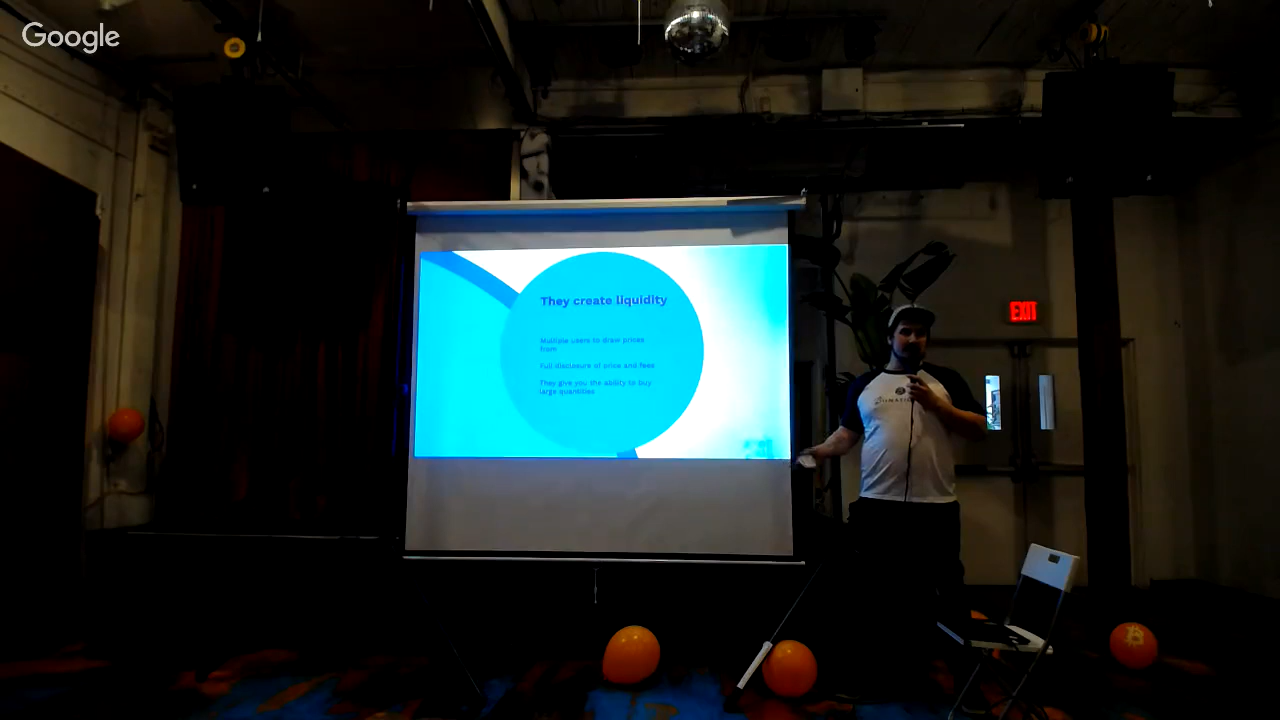 Google
They create liquidity
Multiple users to draw prices
from
Full disclosure of price and fees
They give you the ability to buy
large quantities
EXIT